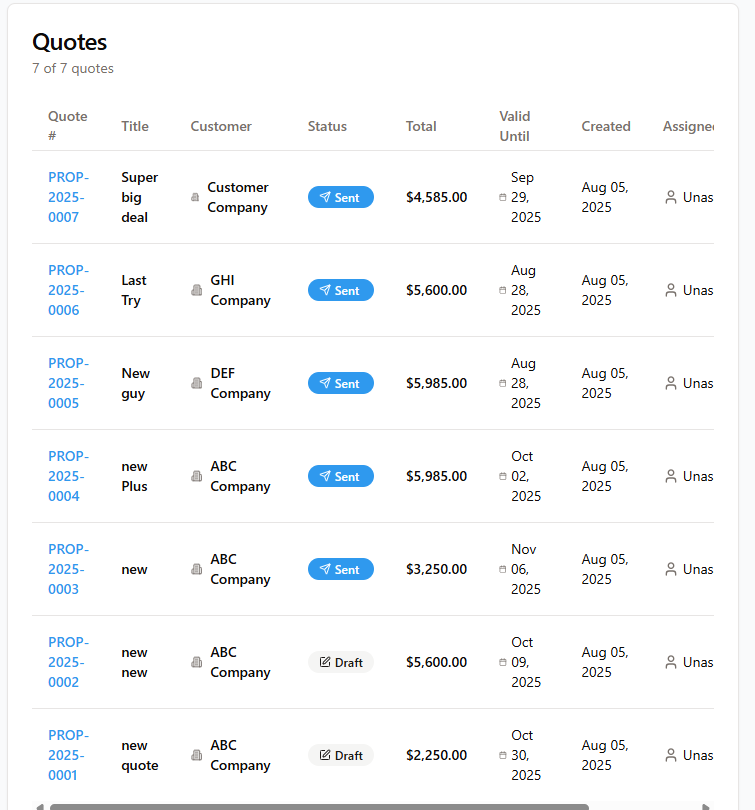 Quotes
7 of 7 quotes
Quote # Title Customer Status Total Valid Until Created Assigned
PROP-2025-0007 Super big deal Customer Company Sent $4,585.00 Sep 29, 2025 Aug 05, 2025 Unas
PROP-2025-0006 Last Try GHI Company Sent $5,600.00 Aug 28, 2025 Aug 05, 2025 Unas
PROP-2025-0005 New guy DEF Company Sent $5,985.00 Aug 28, 2025 Aug 05, 2025 Unas
PROP-2025-0004 new Plus ABC Company Sent $5,985.00 Oct 02, 2025 Aug 05, 2025 Unas
PROP-2025-0003 new ABC Company Sent $3,250.00 Nov 06, 2025 Aug 05, 2025 Unas
PROP-2025-0002 new new ABC Company Draft $5,600.00 Oct 09, 2025 Aug 05, 2025 Unas
PROP-2025-0001 new quote ABC Company Draft $2,250.00 Oct 30, 2025 Aug 05, 2025 Unas